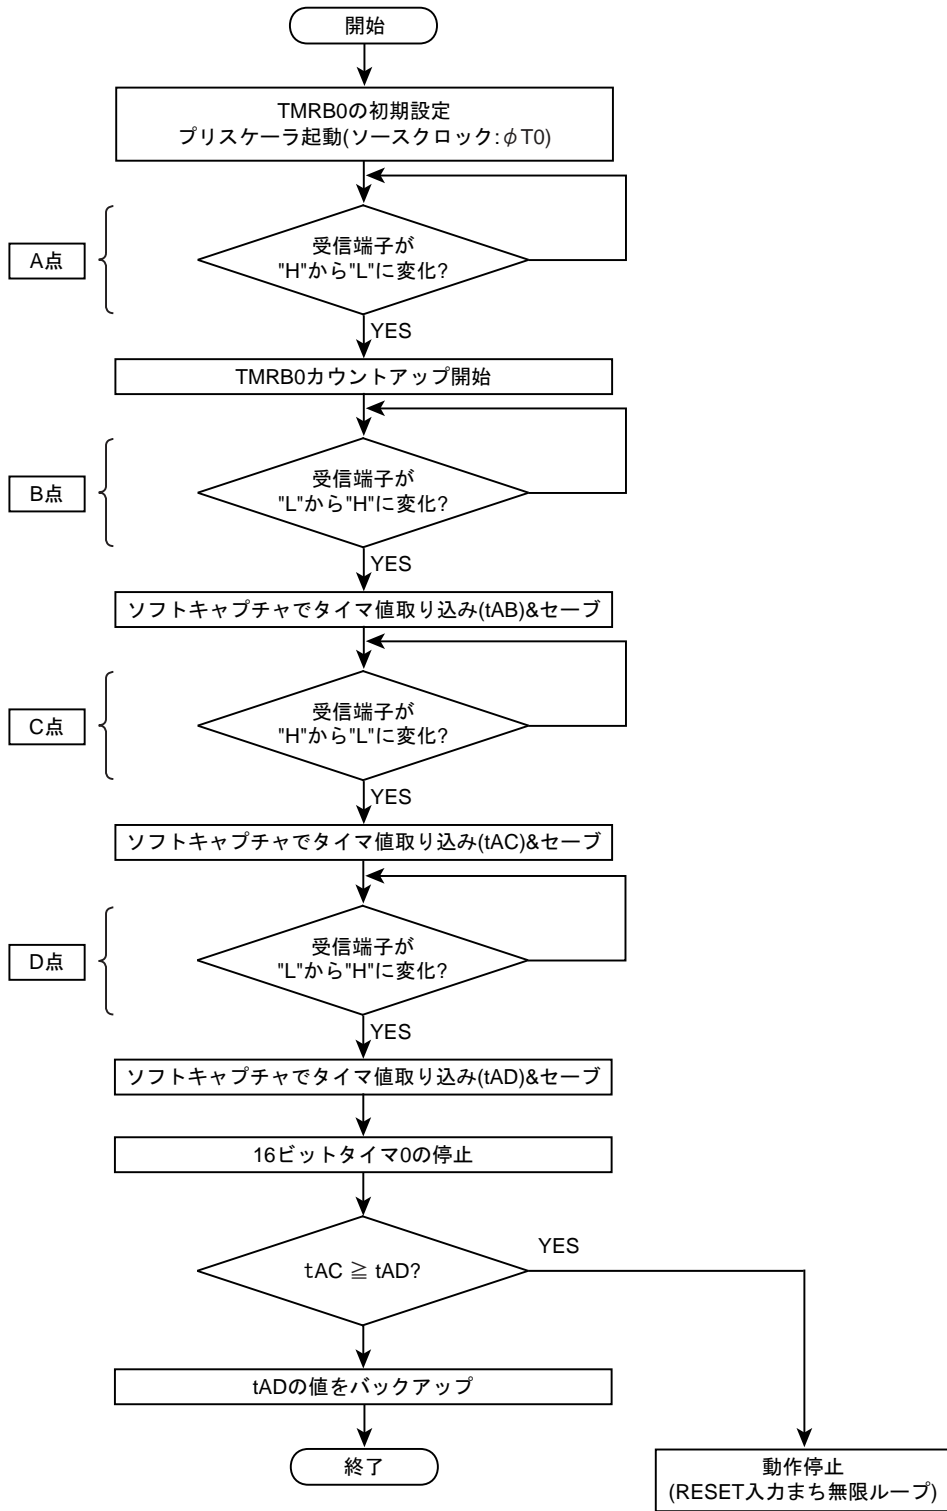 開始
TMRB0の初期設定
プリスケーラ起動(ソースクロック:φT0)
A点
受信端子が
"H"から"L"に変化?
YES
TMRB0カウントアップ開始
B点
受信端子が
"L"から"H"に変化?
YES
ソフトキャプチャでタイマ値取り込み(tAB)&セーブ
C点
受信端子が
"H"から"L"に変化?
YES
ソフトキャプチャでタイマ値取り込み(tAC)&セーブ
D点
受信端子が
"L"から"H"に変化?
YES
ソフトキャプチャでタイマ値取り込み(tAD)&セーブ
16ビットタイマ0の停止
tAC ≧ tAD?
YES
tADの値をバックアップ
終了
動作停止
(RESET入力まち無限ループ)